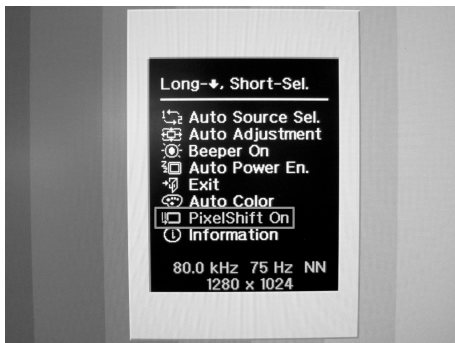 Long-⬇, Short-Sel.
Auto Source Sel.
Auto Adjustment
Beeper On
Auto Power En.
Exit
Auto Color
PixelShift On
Information
80.0 kHz 75 Hz NN
1280 x 1024